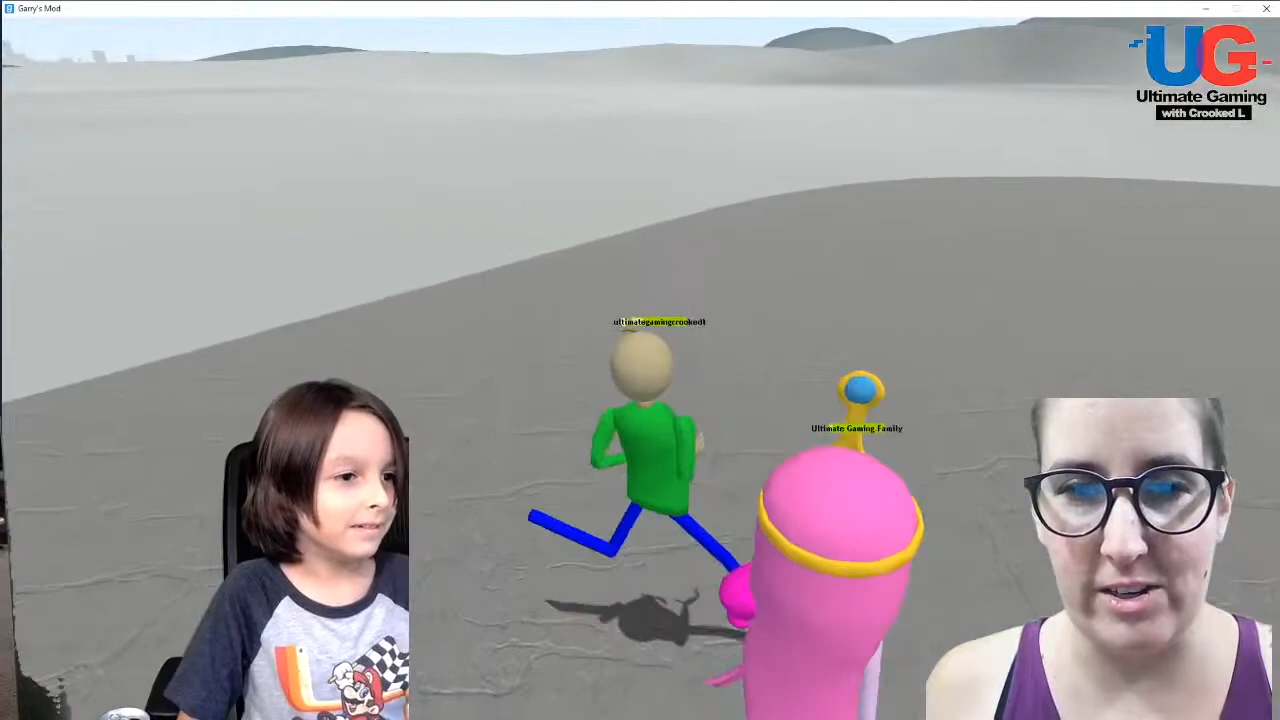 Garry's Mod
UG
Ultimate Gaming
with Crooked L
ultimategamingcrookedl
Ultimate Gaming Family